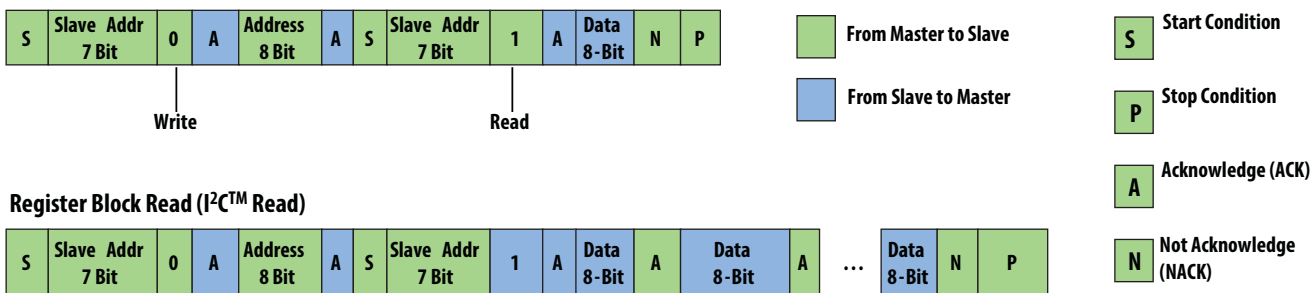 S Slave Addr 7 Bit 0 A Address 8 Bit A S Slave Addr 7 Bit 1 A Data 8-Bit N P
Write Read
From Master to Slave
From Slave to Master
S Start Condition
P Stop Condition
A Acknowledge (ACK)
N Not Acknowledge (NACK)
Register Block Read (I²C™ Read)
S Slave Addr 7 Bit 0 A Address 8 Bit A S Slave Addr 7 Bit 1 A Data 8-Bit A Data 8-Bit A … Data 8-Bit N P